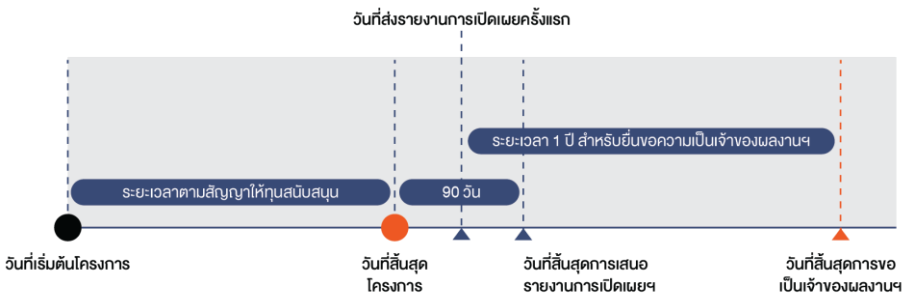 วันที่ส่งรายงานการเปิดเผยครั้งแรก
ระยะเวลา 1 ปี สำหรับยื่นขอความเป็นเจ้าของผลงานฯ
ระยะเวลาตามสัญญาให้ทุนสนับสนุน
90 วัน
วันที่เริ่มต้นโครงการ
วันที่สิ้นสุด
โครงการ
วันที่สิ้นสุดการเสนอ
รายงานการเปิดเผยฯ
วันที่สิ้นสุดการขอ
เป็นเจ้าของผลงานฯ